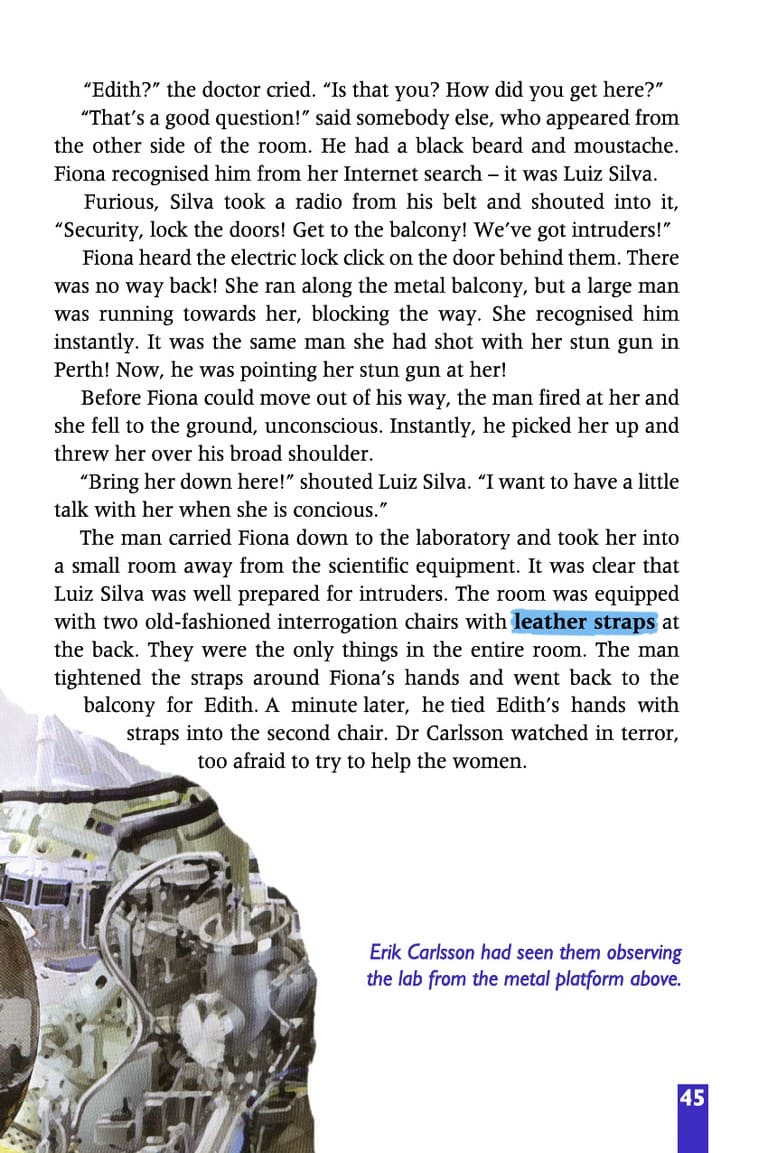 “Edith?” the doctor cried. “Is that you? How did you get here?”
“That’s a good question!” said somebody else, who appeared from
the other side of the room. He had a black beard and moustache.
Fiona recognised him from her Internet search – it was Luiz Silva.
Furious, Silva took a radio from his belt and shouted into it,
“Security, lock the doors! Get to the balcony! We’ve got intruders!”
Fiona heard the electric lock click on the door behind them. There
was no way back! She ran along the metal balcony, but a large man
was running towards her, blocking the way. She recognised him
instantly. It was the same man she had shot with her stun gun in
Perth! Now, he was pointing her stun gun at her!
Before Fiona could move out of his way, the man fired at her and
she fell to the ground, unconscious. Instantly, he picked her up and
threw her over his broad shoulder.
“Bring her down here!” shouted Luiz Silva. “I want to have a little
talk with her when she is concious.”
The man carried Fiona down to the laboratory and took her into
a small room away from the scientific equipment. It was clear that
Luiz Silva was well prepared for intruders. The room was equipped
with two old-fashioned interrogation chairs with leather straps at
the back. They were the only things in the entire room. The man
tightened the straps around Fiona’s hands and went back to the
balcony for Edith. A minute later, he tied Edith’s hands with
straps into the second chair. Dr Carlsson watched in terror,
too afraid to try to help the women.
Erik Carlsson had seen them observing
the lab from the metal platform above.
45